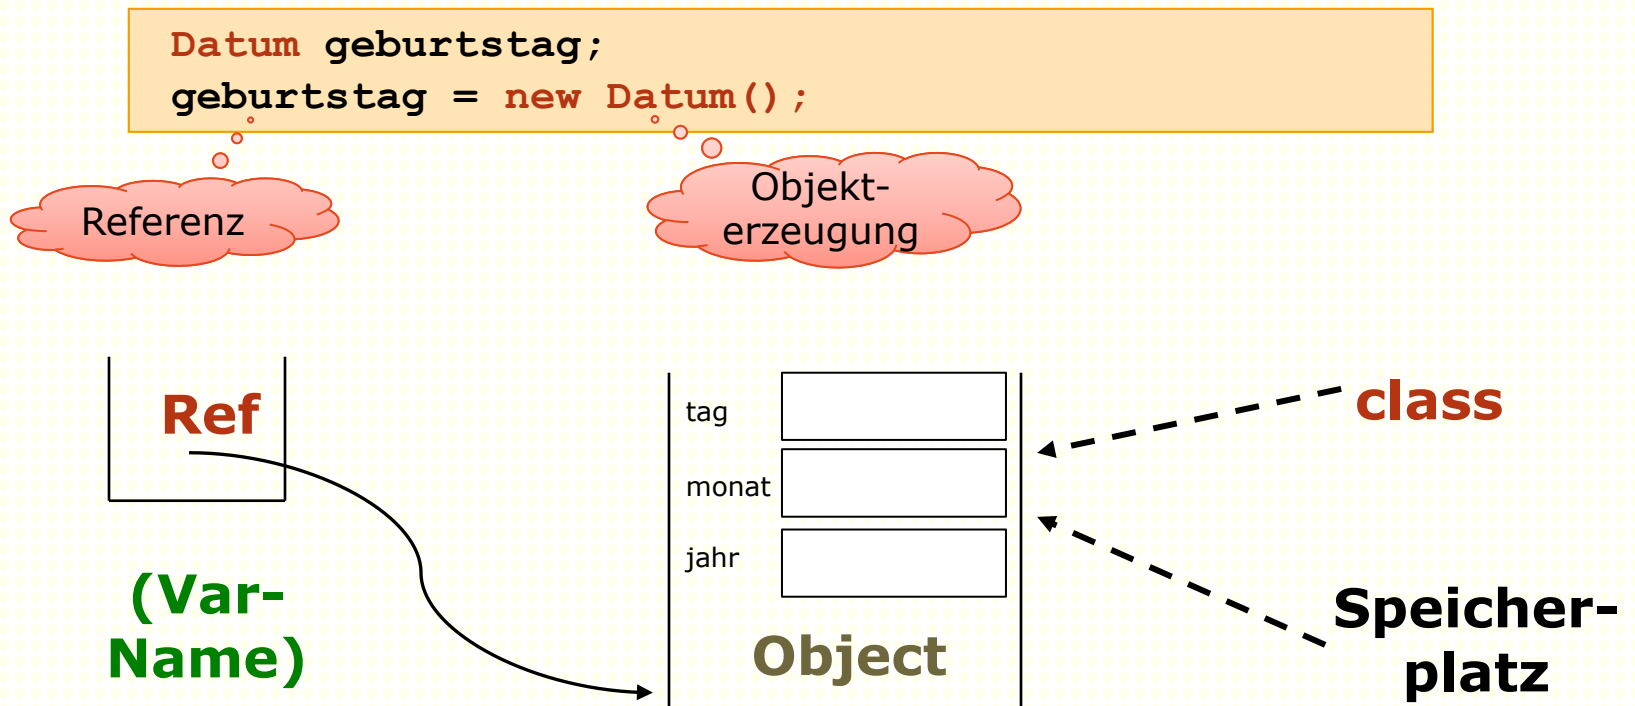 Datum geburtstag;
geburtstag = new Datum();
Referenz
Objekt-
erzeugung
Ref
(Var-
Name)
tag
monat
jahr
Object
class
Speicher-
platz